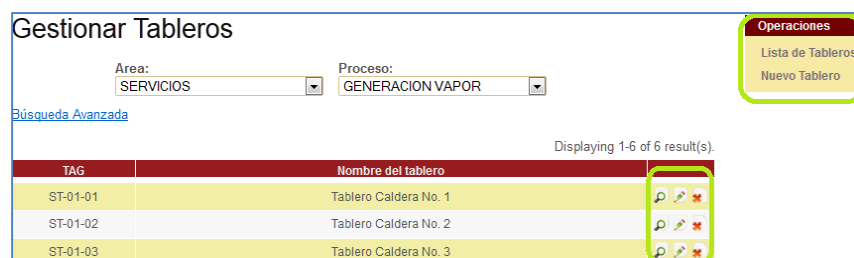 Gestionar Tableros
Area:
SERVICIOS
Proceso:
GENERACION VAPOR
Búsqueda Avanzada
Displaying 1-6 of 6 result(s).
TAG Nombre del tablero
ST-01-01 Tablero Caldera No. 1
ST-01-02 Tablero Caldera No. 2
ST-01-03 Tablero Caldera No. 3
Operaciones
Lista de Tableros
Nuevo Tablero